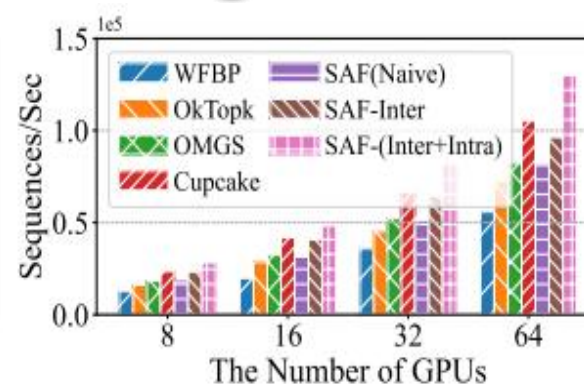 1e5
1.5
1.0
0.5
0.0
Sequences/Sec
WFBP
OkTopk
OMGS
Cupcake
SAF(Naive)
SAF-Inter
SAF-(Inter+Intra)
8 16 32 64
The Number of GPUs